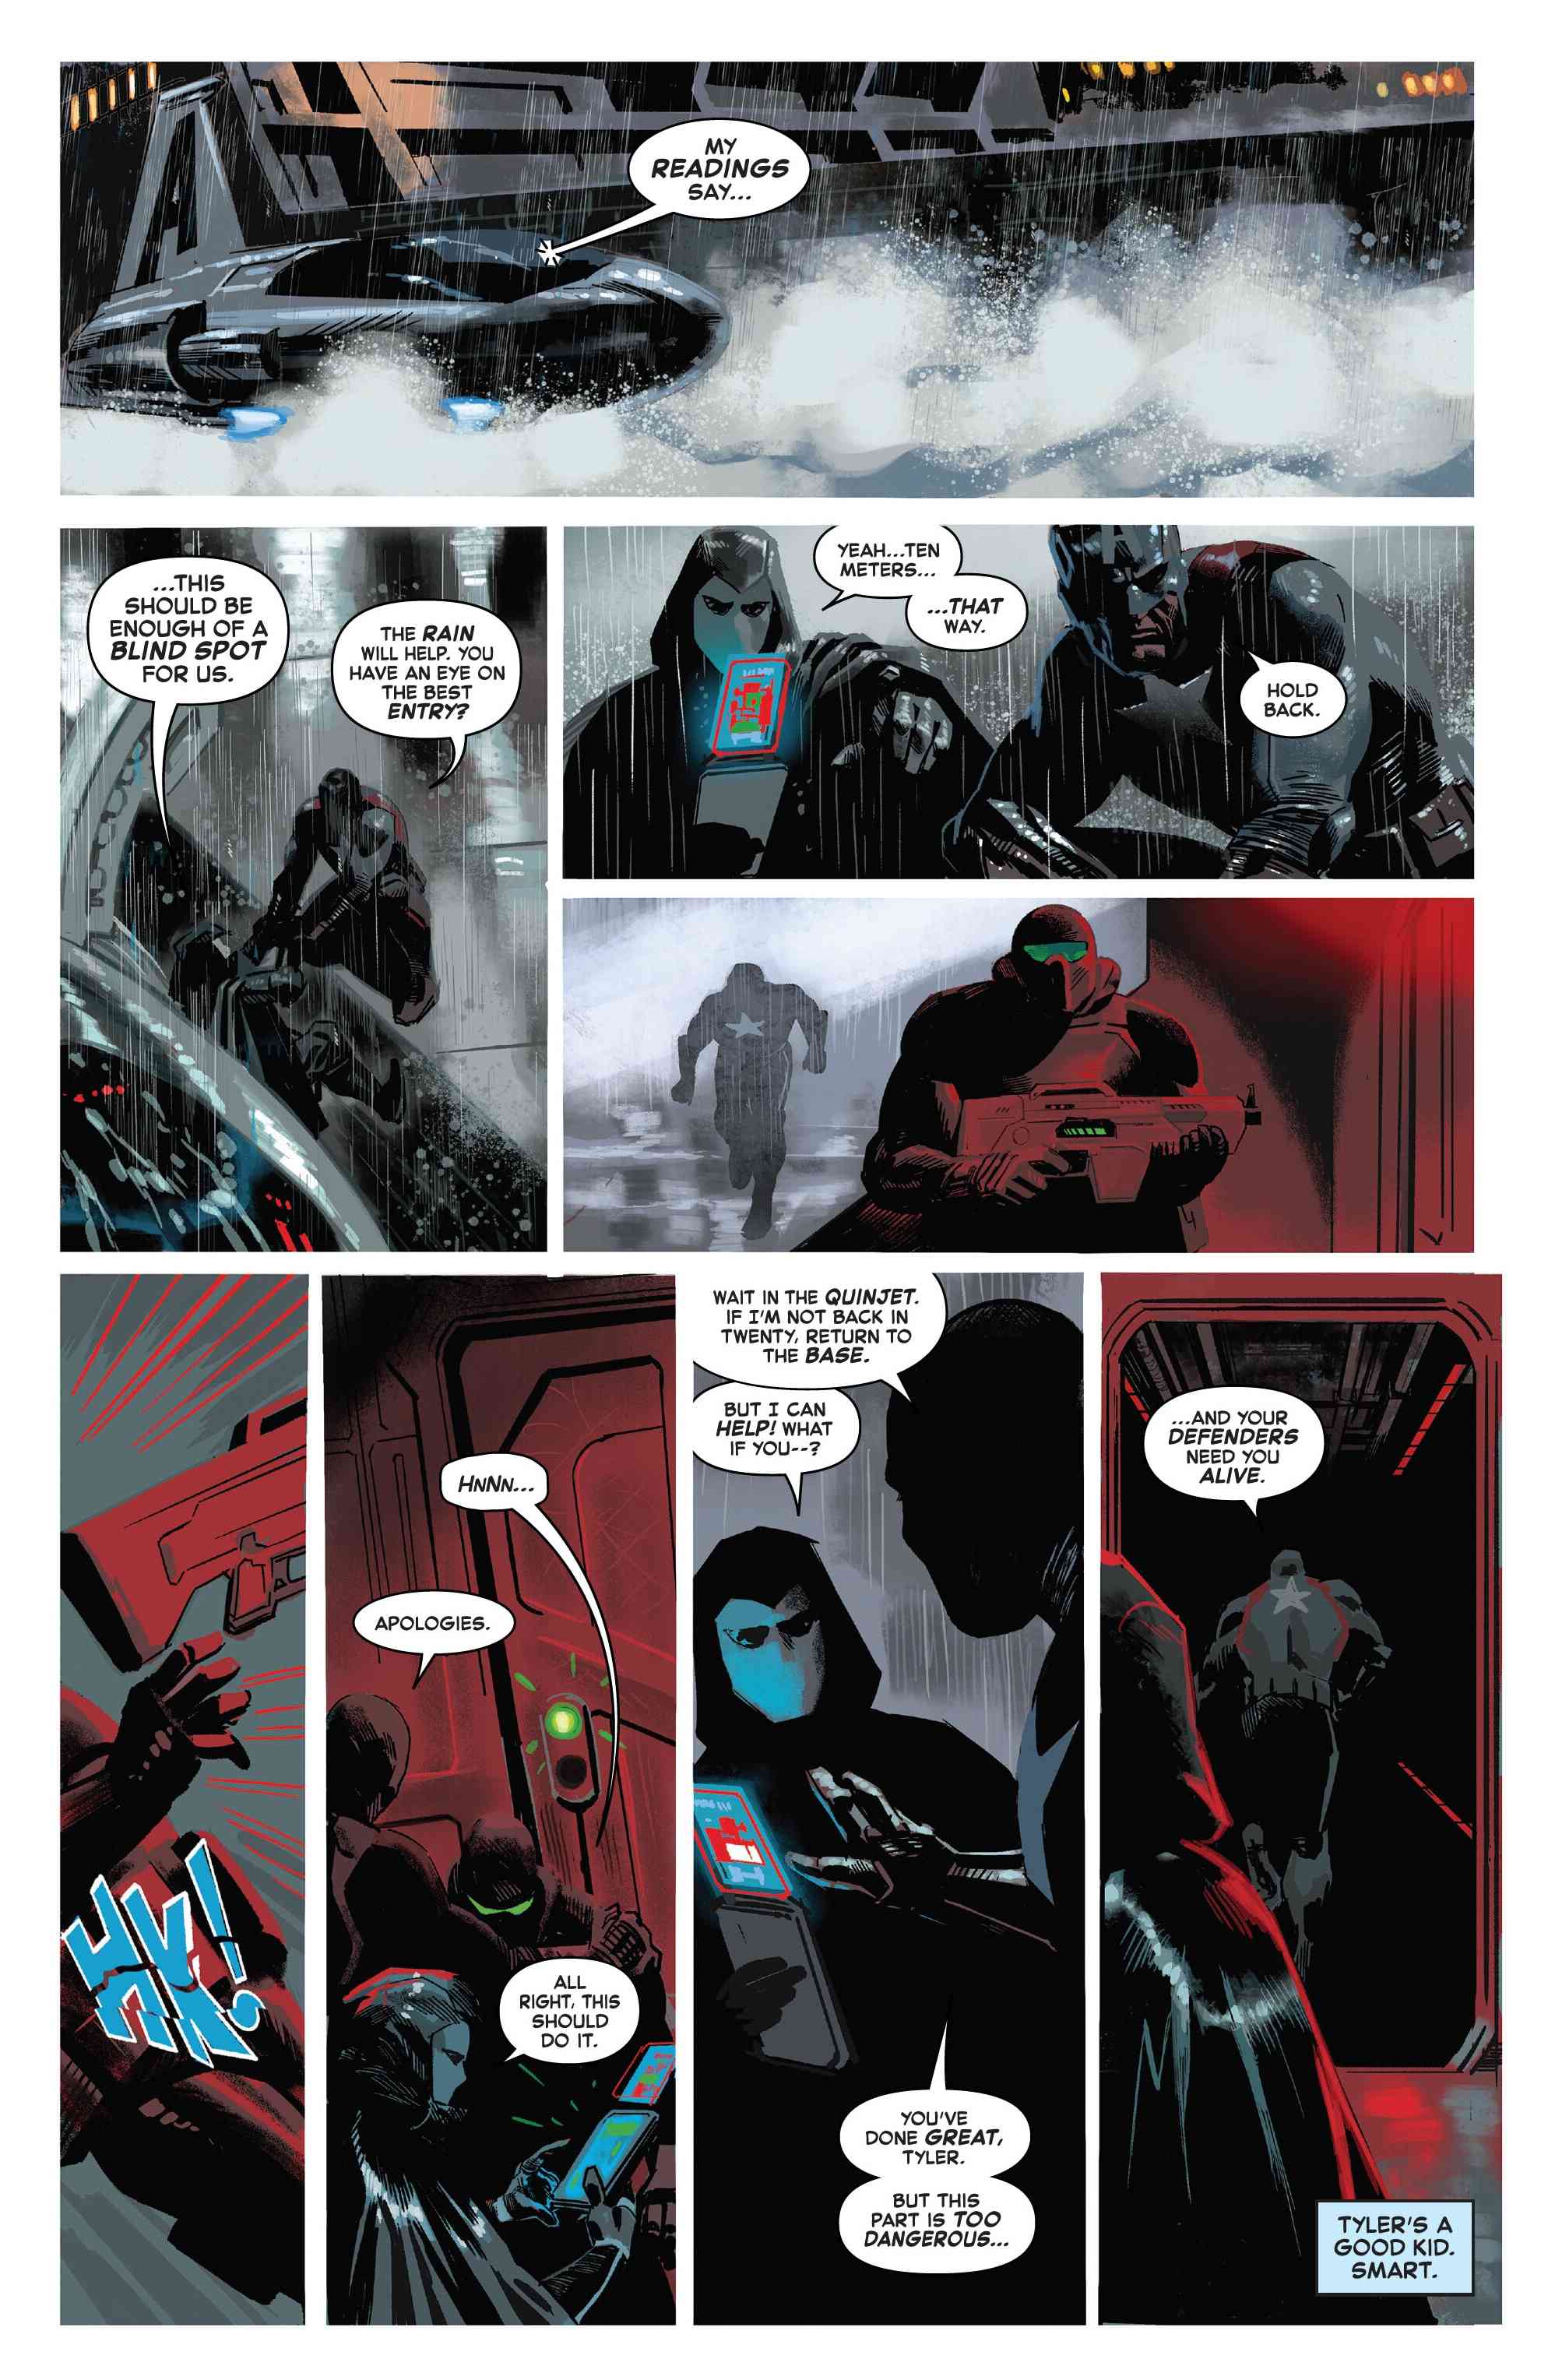 MY
READINGS
SAY...
...THIS
SHOULD BE
ENOUGH OF A
BLIND SPOT
FOR US.
THE RAIN
WILL HELP. YOU
HAVE AN EYE ON
THE BEST
ENTRY?
YEAH...TEN
METERS...
...THAT
WAY.
HOLD
BACK.
HNNN...
APOLOGIES.
ALL
RIGHT, THIS
SHOULD
DO IT.
WAIT IN THE QUINJET.
IF I'M NOT BACK IN
TWENTY, RETURN TO
THE BASE.
BUT I CAN
HELP! WHAT
IF YOU--?
YOU'VE
DONE GREAT,
TYLER.
BUT THIS
PART IS TOO
DANGEROUS...
...AND YOUR
DEFENDERS
NEED YOU
ALIVE.
TYLER'S A
GOOD KID.
SMART.